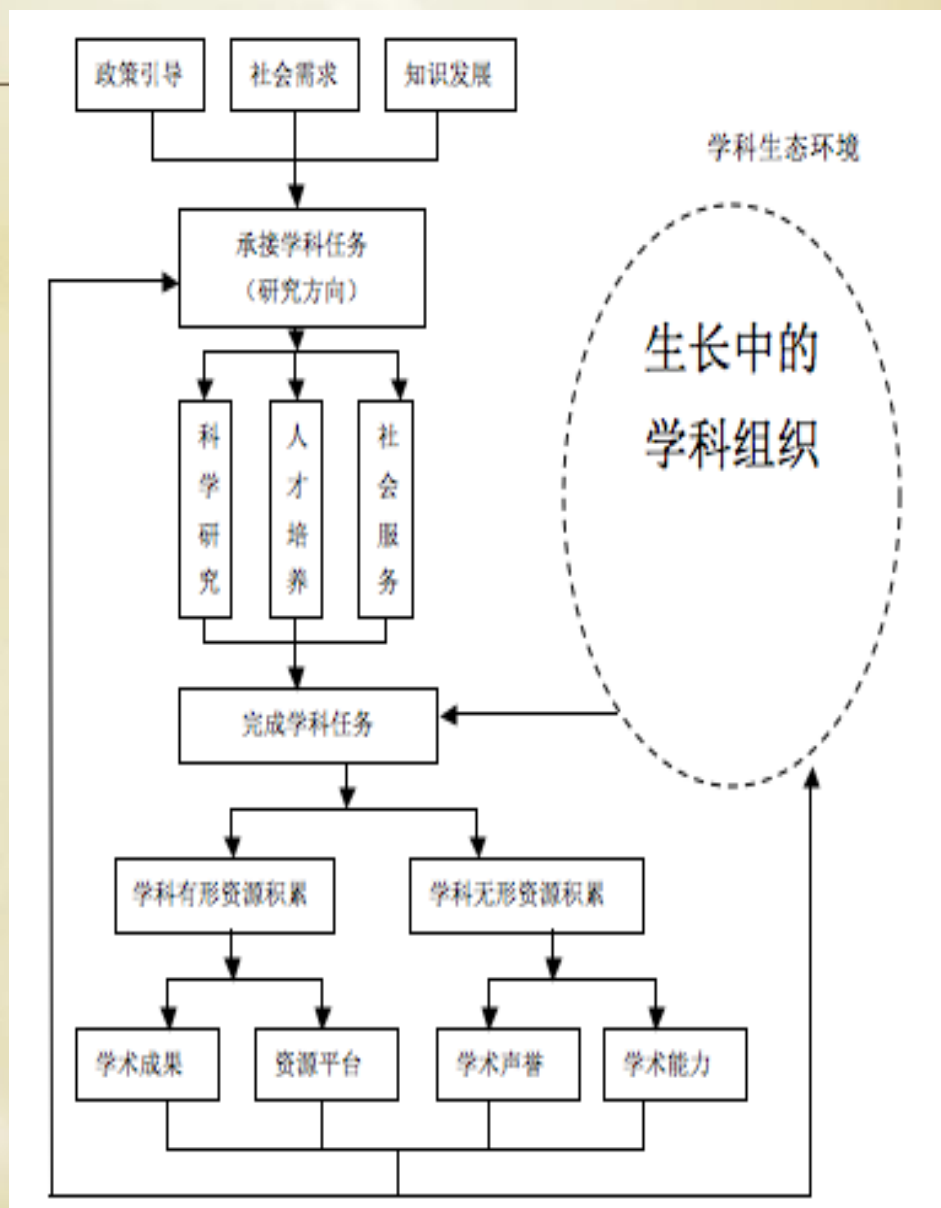 政策引导
社会需求
知识发展
学科生态环境
承接学科任务
（研究方向）
生长中的
学科组织
科学研究
人才培养
社会服务
完成学科任务
学科有形资源积累
学科无形资源积累
学术成果
资源平台
学术声誉
学术能力